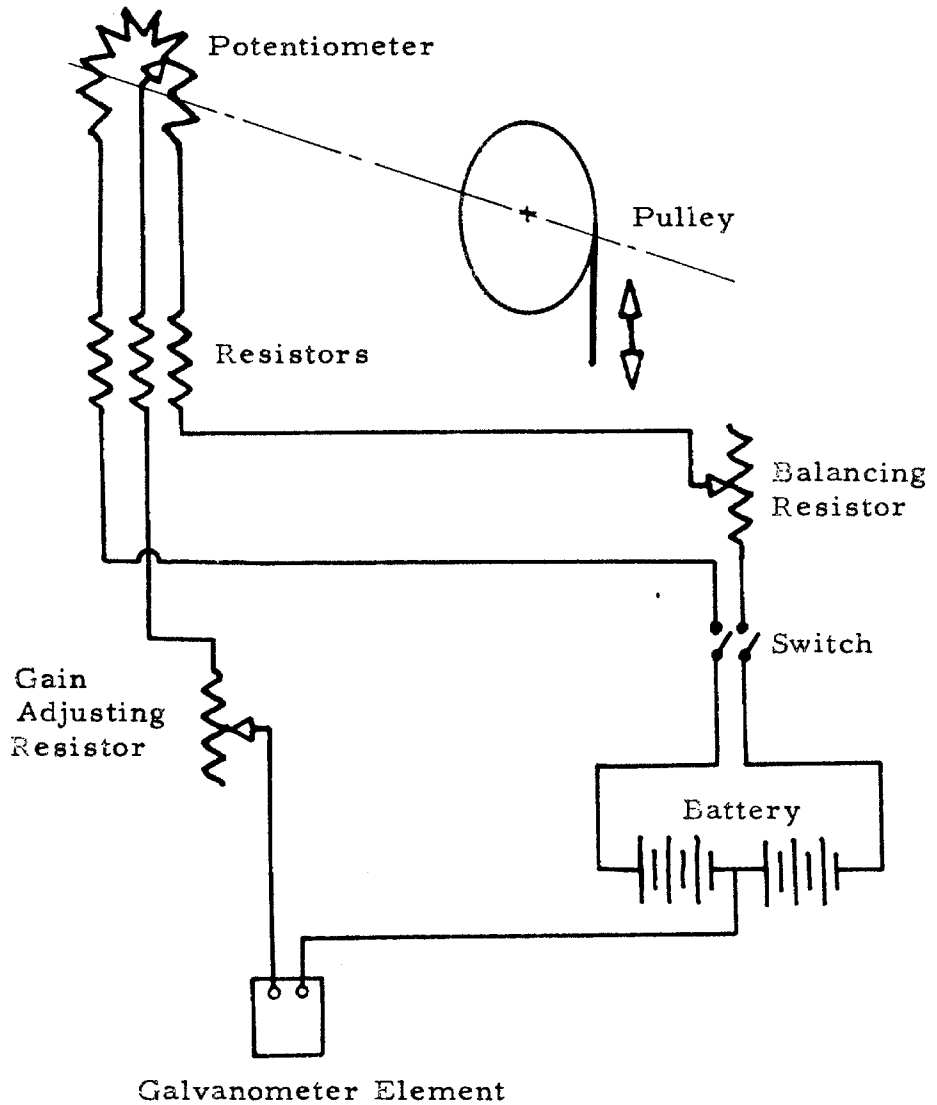 Potentiometer
Pulley
Resistors
Balancing
Resistor
Switch
Gain
Adjusting
Resistor
Battery
Galvanometer Element